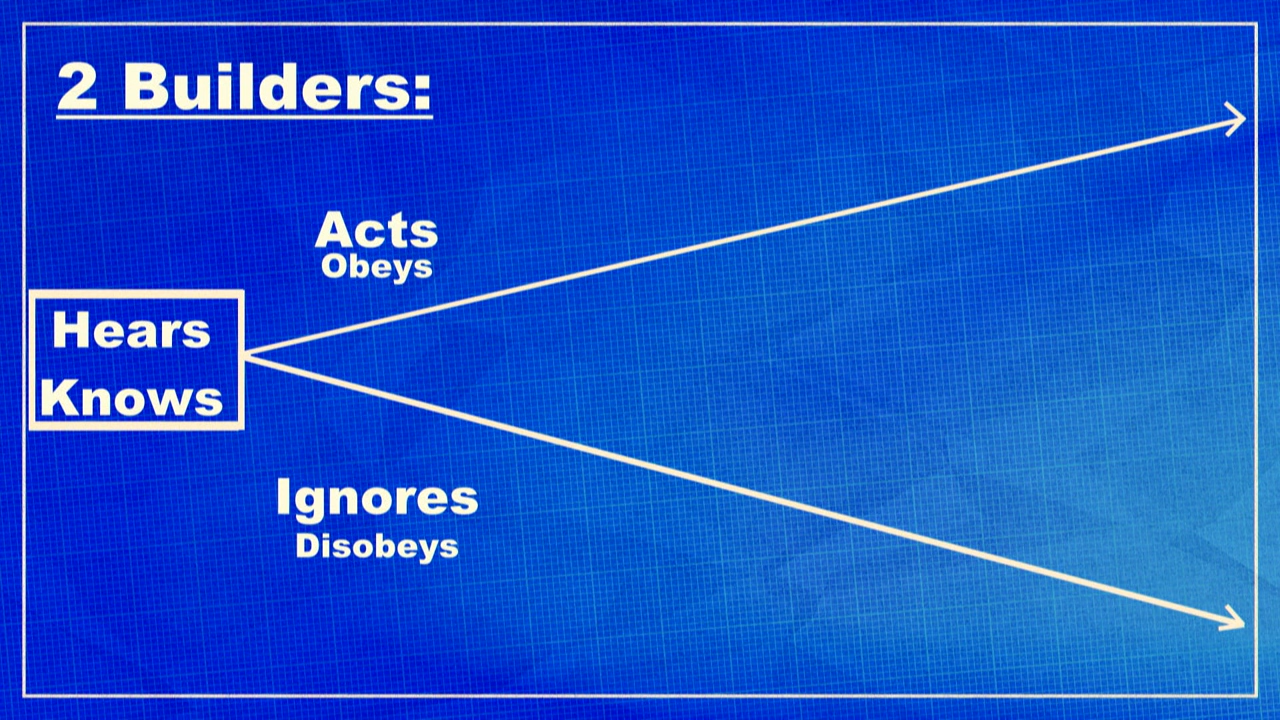 2 Builders:
Acts
Obeys
Hears
Knows
Ignores
Disobeys